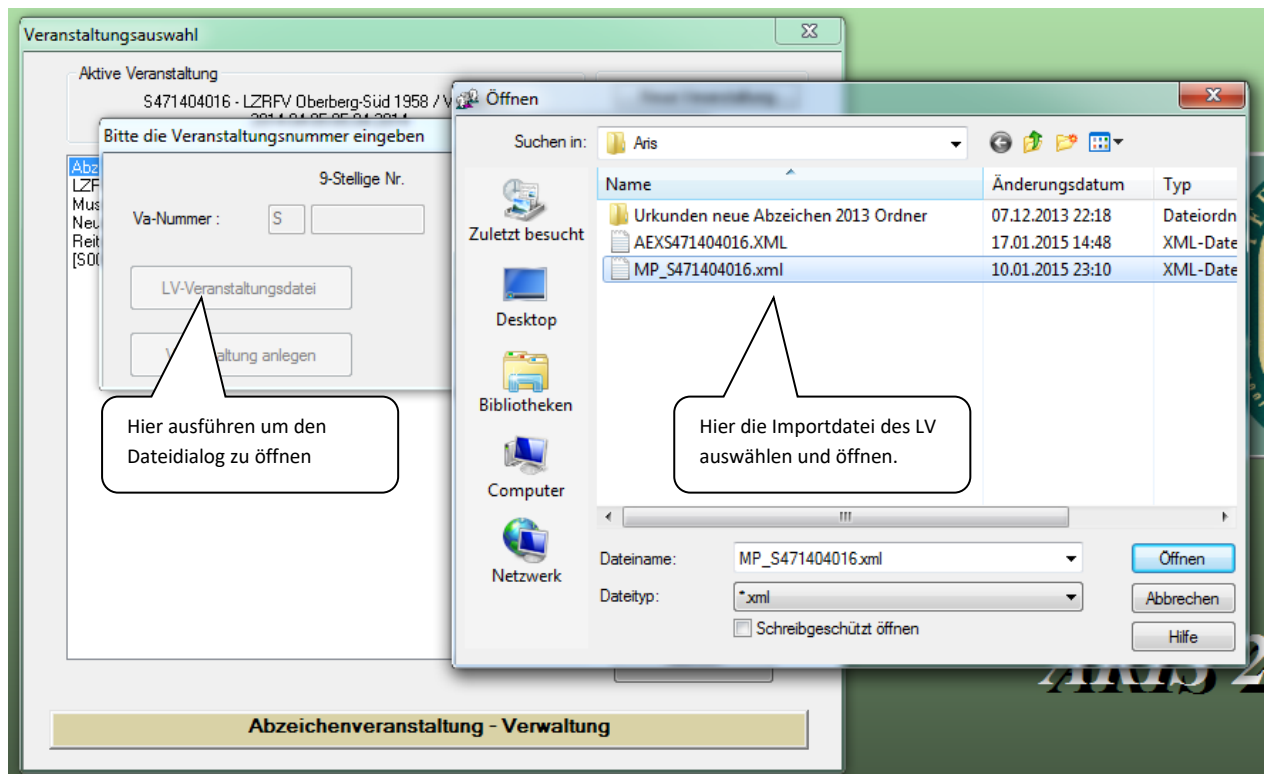 Veranstaltungsauswahl
Aktive Veranstaltung
S471404016 - LZRFV Oberberg-Süd 1958 / V
Bitte die Veranstaltungsnummer eingeben
9-Stellige Nr.
Va-Nummer :
S
LV-Veranstaltungsdatei
anlegen
Hier ausführen um den
Dateidialog zu öffnen
Abzeichenveranstaltung - Verwaltung
Öffnen
Suchen in:
Aris
Name
Änderungsdatum
Typ
Urkunden neue Abzeichen 2013 Ordner
07.12.2013 22:18
Dateiordn
AEXS471404016.XML
17.01.2015 14:48
XML-Date
MP_S471404016.xml
10.01.2015 23:10
XML-Date
Zuletzt besucht
Desktop
Bibliotheken
Computer
Netzwerk
Hier die Importdatei des LV
auswählen und öffnen.
Dateiname:
MP_S471404016.xml
Öffnen
Dateityp:
*.xml
Abbrechen
Schreibgeschützt öffnen
Hilfe
ARIS 2